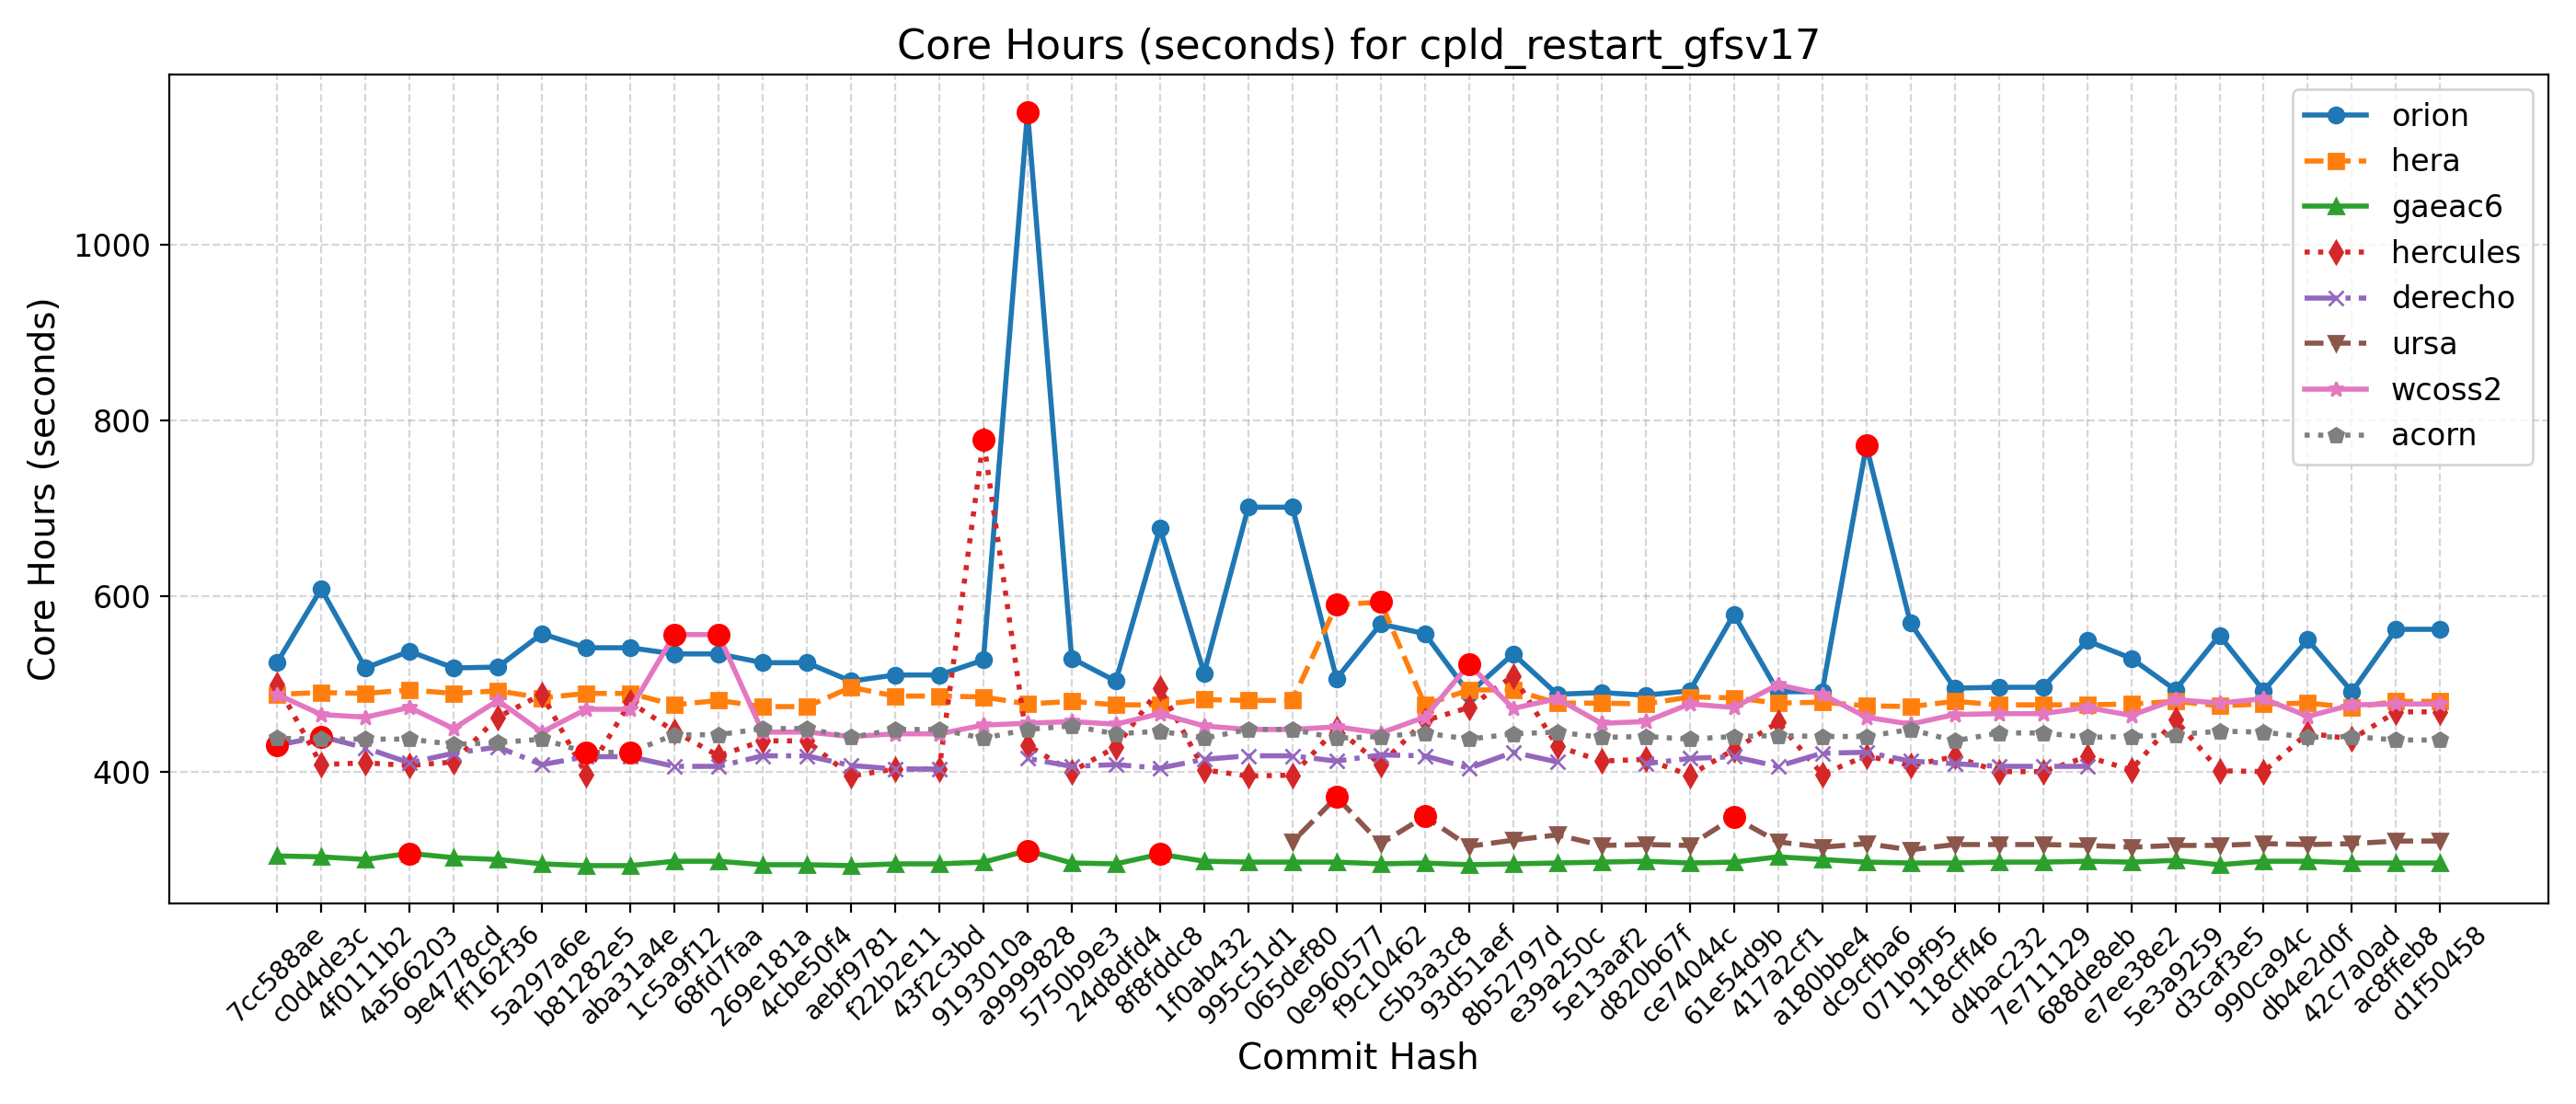 Core Hours (seconds) for cpld_restart_gfsv17
Core Hours (seconds)
1000
800
600
400
orion
hera
gaeac6
hercules
derecho
ursa
wcoss2
acorn
7cc588ae
c0d4de3c
4f0111b2
4a566203
9e4778cd
ff162f36
5a297a6e
b81282e5
aba31a4e
1c5a9f12
68fd7faa
269e181a
4cbe50f4
aebf9781
f22b2e11
43f2c3bd
9193010a
a9999828
5750b9e3
24d8dfd4
8f8fddc8
1f0ab432
995c51d1
065def80
0e960577
f9c10462
c5b3a3c8
93d51aef
8b52797d
e39a250c
5e13aaf2
d820b67f
ce74044c
61e54d9b
417a2cf1
a180bbe4
dc9cfba6
071b9f95
118cff46
d4bac232
7e711129
688de8eb
e7ee38e2
5e3a9259
d3caf3e5
990ca94c
db4e2d0f
42c7a0ad
ac8ffeb8
d1f50458
Commit Hash